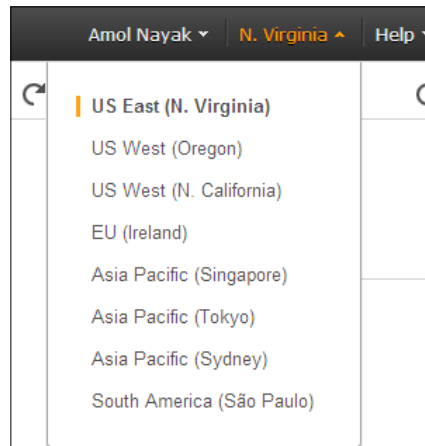 Amol Nayak N. Virginia Help
US East (N. Virginia)
US West (Oregon)
US West (N. California)
EU (Ireland)
Asia Pacific (Singapore)
Asia Pacific (Tokyo)
Asia Pacific (Sydney)
South America (São Paulo)